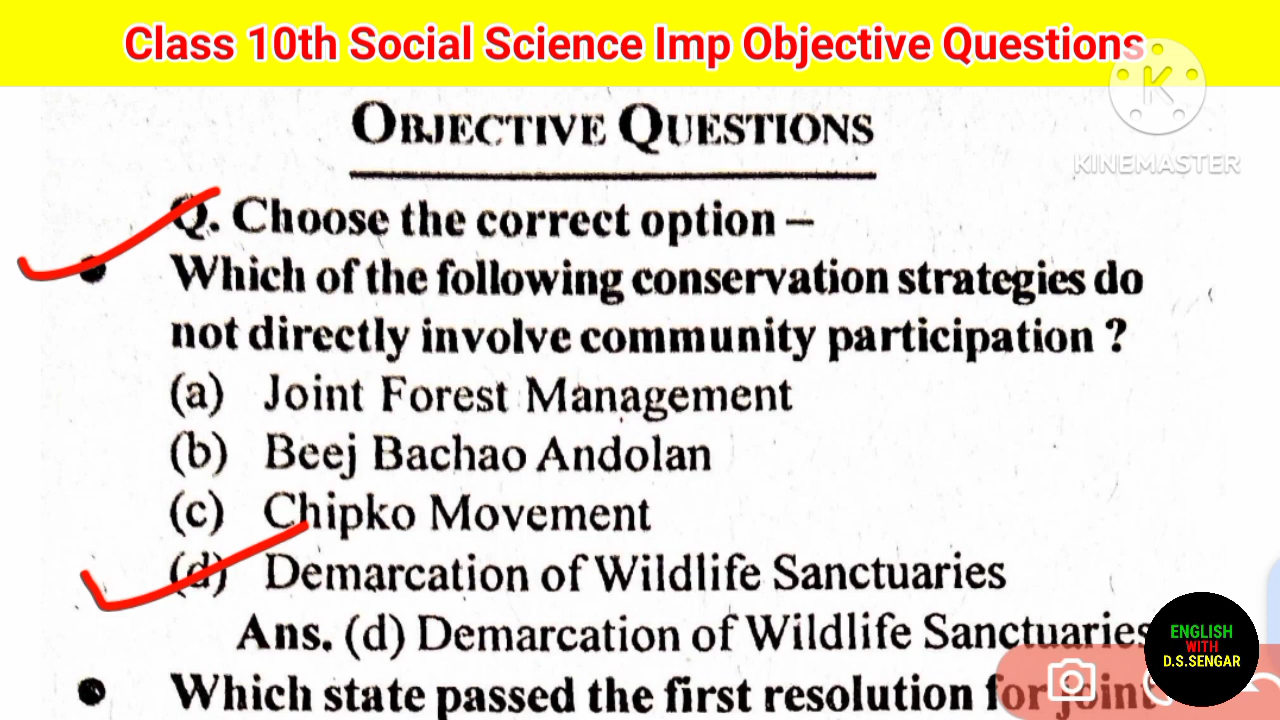 Class 10th Social Science Imp Objective Questions
K
KINEMASTER
OBJECTIVE QUESTIONS
Q. Choose the correct option –
Which of the following conservation strategies do
not directly involve community participation ?
(a) Joint Forest Management
(b) Beej Bachao Andolan
(c) Chipko Movement
(d) Demarcation of Wildlife Sanctuaries
Ans. (d) Demarcation of Wildlife Sanctuaries
ENGLISH
WITH
D.S.SENGAR
Which state passed the first resolution for joint